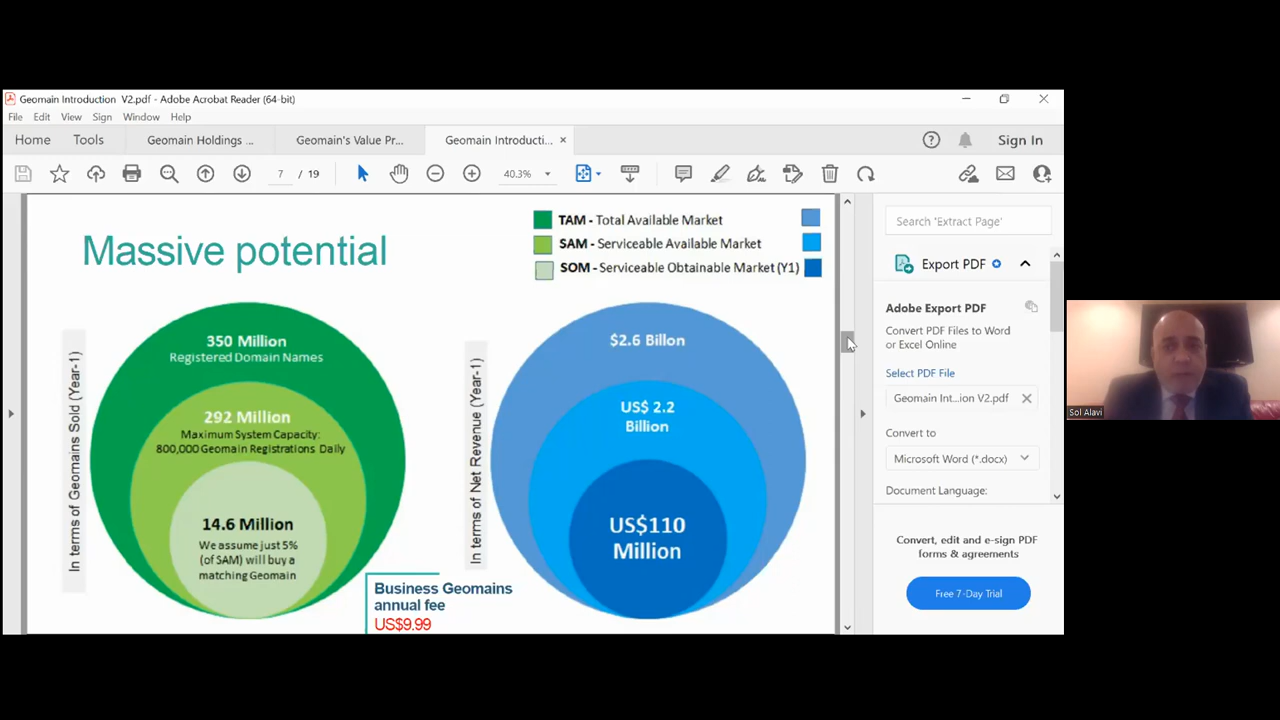 Geomain Introduction V2.pdf - Adobe Acrobat Reader (64-bit)
File Edit View Sign Window Help
Home Tools Geomain Holdings ... Geomain's Value Pr... Geomain Introducti... × Sign In
7 / 19 40.3%
Massive potential
TAM - Total Available Market
SAM - Serviceable Available Market
SOM - Serviceable Obtainable Market (Y1)
In terms of Geomains Sold (Year-1)
350 Million
Registered Domain Names
292 Million
Maximum System Capacity:
800,000 Geomain Registrations Daily
14.6 Million
We assume just 5%
(of SAM) will buy a
matching Geomain
In terms of Net Revenue (Year-1)
$2.6 Billon
US$ 2.2
Billion
US$110
Million
Business Geomains
annual fee
US$9.99
Search 'Extract Page'
Export PDF
Adobe Export PDF
Convert PDF Files to Word
or Excel Online
Select PDF File
Geomain Int...ion V2.pdf ×
Convert to
Microsoft Word (*.docx)
Document Language:
Convert, edit and e-sign PDF
forms & agreements
Free 7-Day Trial
Sol Alavi